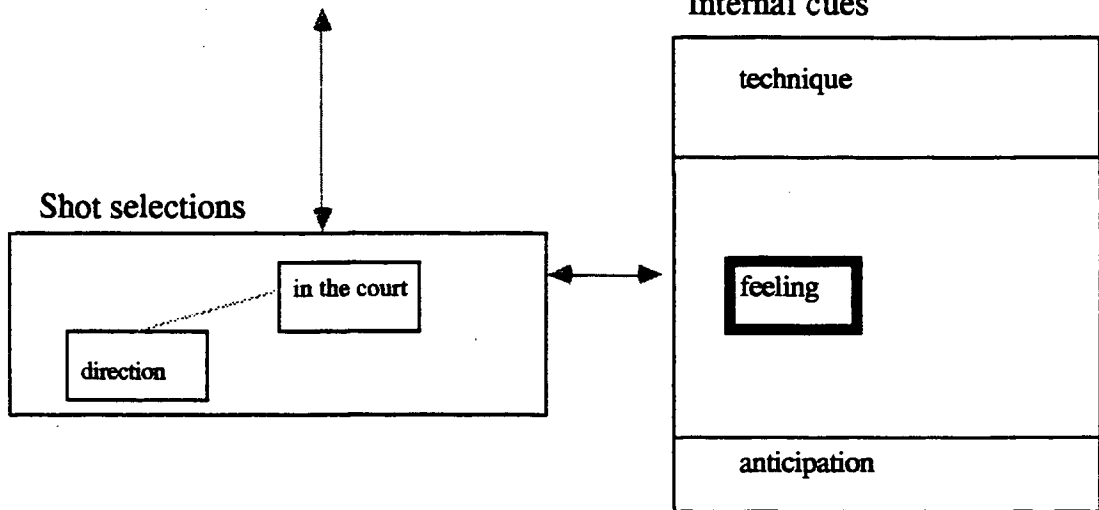 Internal cues
technique
Shot selections
in the court
feeling
direction
anticipation